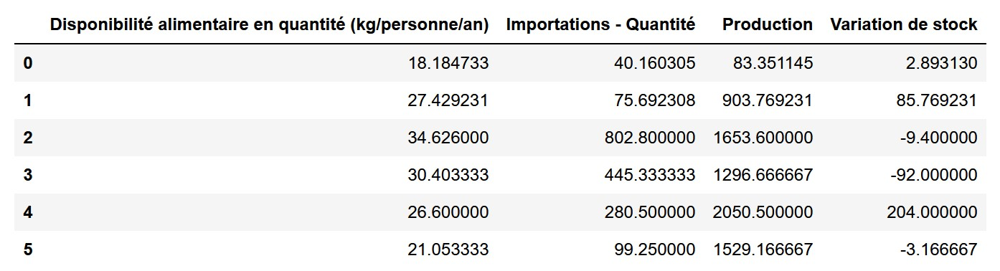 Disponibilité alimentaire en quantité (kg/personne/an) Importations - Quantité Production Variation de stock
0 18.184733 40.160305 83.351145 2.893130
1 27.429231 75.692308 903.769231 85.769231
2 34.626000 802.800000 1653.600000 -9.400000
3 30.403333 445.333333 1296.666667 -92.000000
4 26.600000 280.500000 2050.500000 204.000000
5 21.053333 99.250000 1529.166667 -3.166667